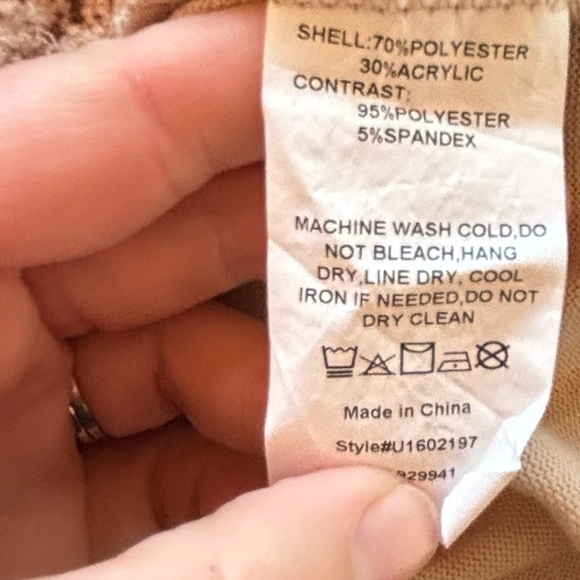 SHELL:70%POLYESTER
30%ACRYLIC
CONTRAST:
95%POLYESTER
5%SPANDEX
MACHINE WASH COLD,DO
NOT BLEACH,HANG
DRY,LINE DRY, COOL
IRON IF NEEDED,DO NOT
DRY CLEAN
Made in China
Style#U1602197
929941